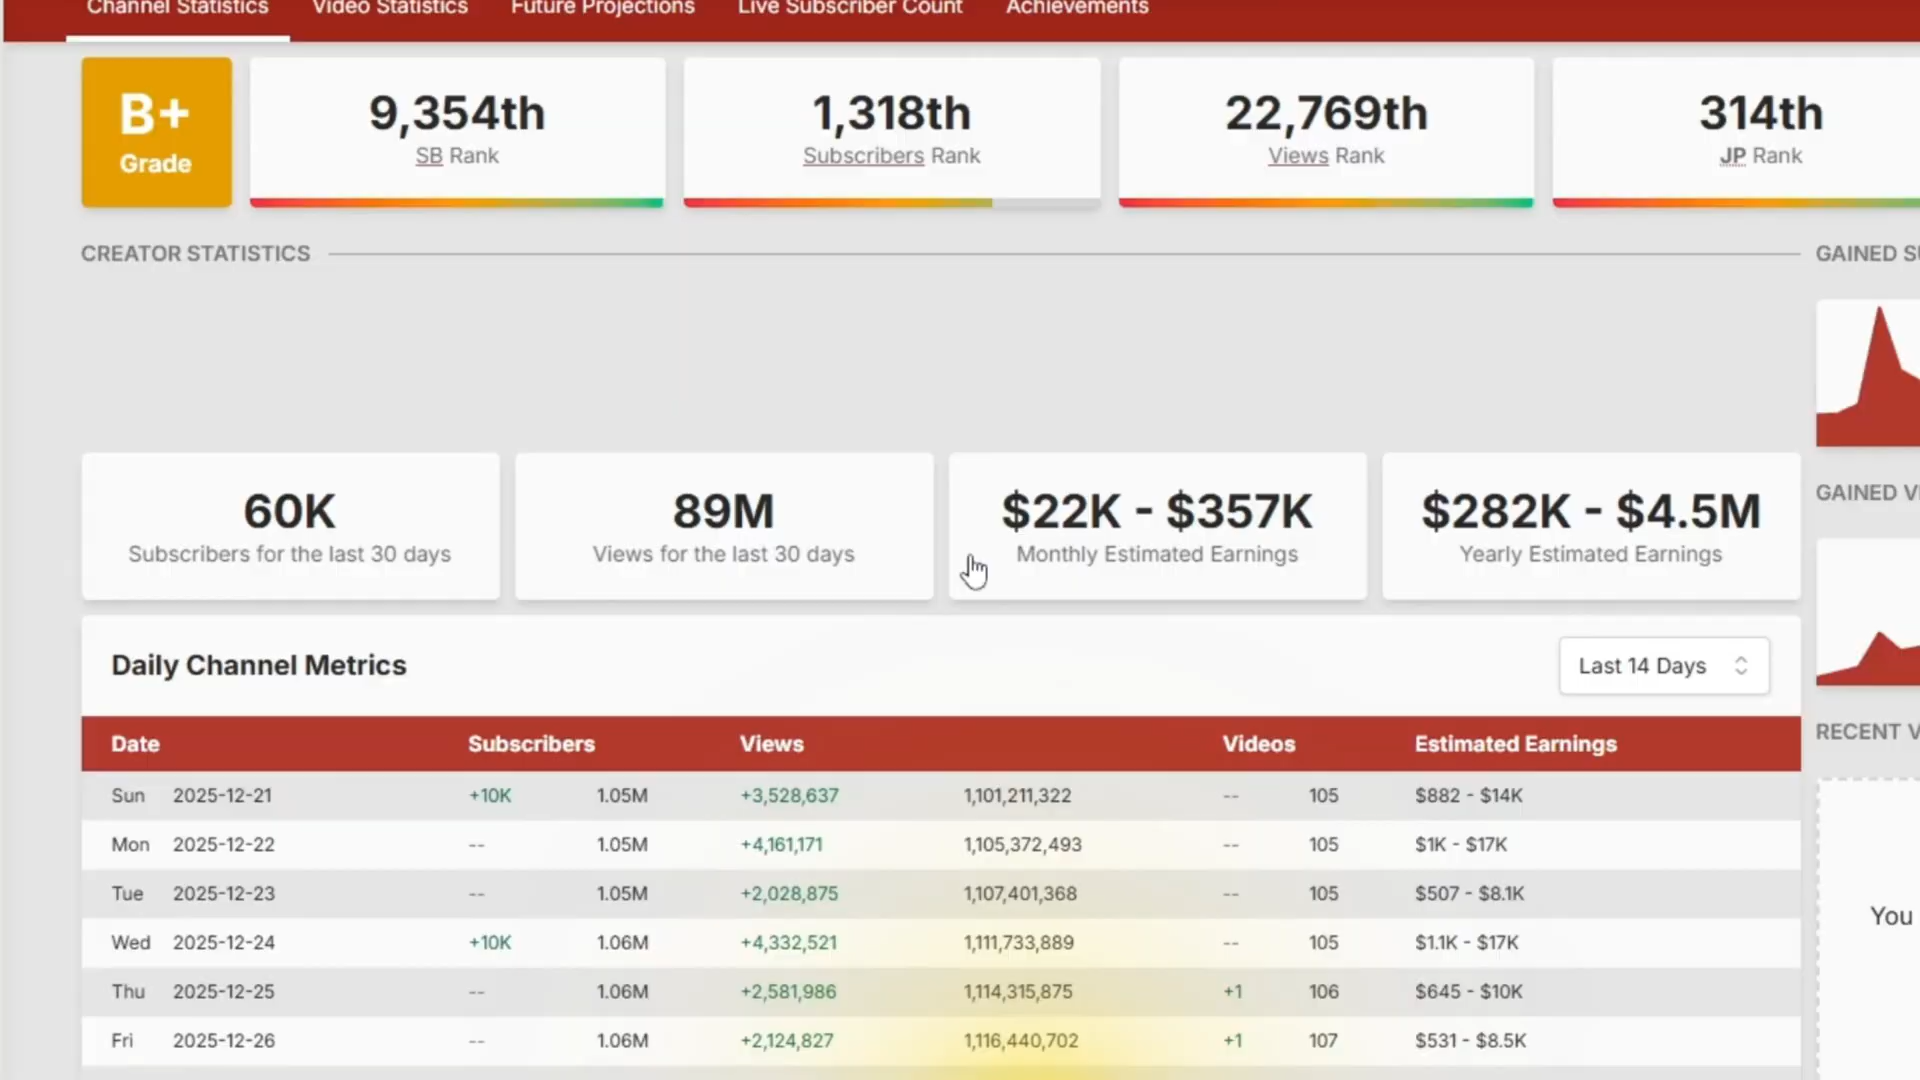 Channel Statistics Video Statistics Future Projections Live Subscriber Count Achievements
B+
Grade
9,354th
SB Rank
1,318th
Subscribers Rank
22,769th
Views Rank
314th
JP Rank
CREATOR STATISTICS
GAINED
60K
Subscribers for the last 30 days
89M
Views for the last 30 days
$22K - $357K
Monthly Estimated Earnings
$282K - $4.5M
Yearly Estimated Earnings
GAINED
Daily Channel Metrics
Last 14 Days
RECENT
Date Subscribers Views Videos Estimated Earnings
Sun 2025-12-21 +10K 1.05M +3,528,637 1,101,211,322 -- 105 $882 - $14K
Mon 2025-12-22 -- 1.05M +4,161,171 1,105,372,493 -- 105 $1K - $17K
Tue 2025-12-23 -- 1.05M +2,028,875 1,107,401,368 -- 105 $507 - $8.1K
Wed 2025-12-24 +10K 1.06M +4,332,521 1,111,733,889 -- 105 $1.1K - $17K
Thu 2025-12-25 -- 1.06M +2,581,986 1,114,315,875 +1 106 $645 - $10K
Fri 2025-12-26 -- 1.06M +2,124,827 1,116,440,702 +1 107 $531 - $8.5K
You